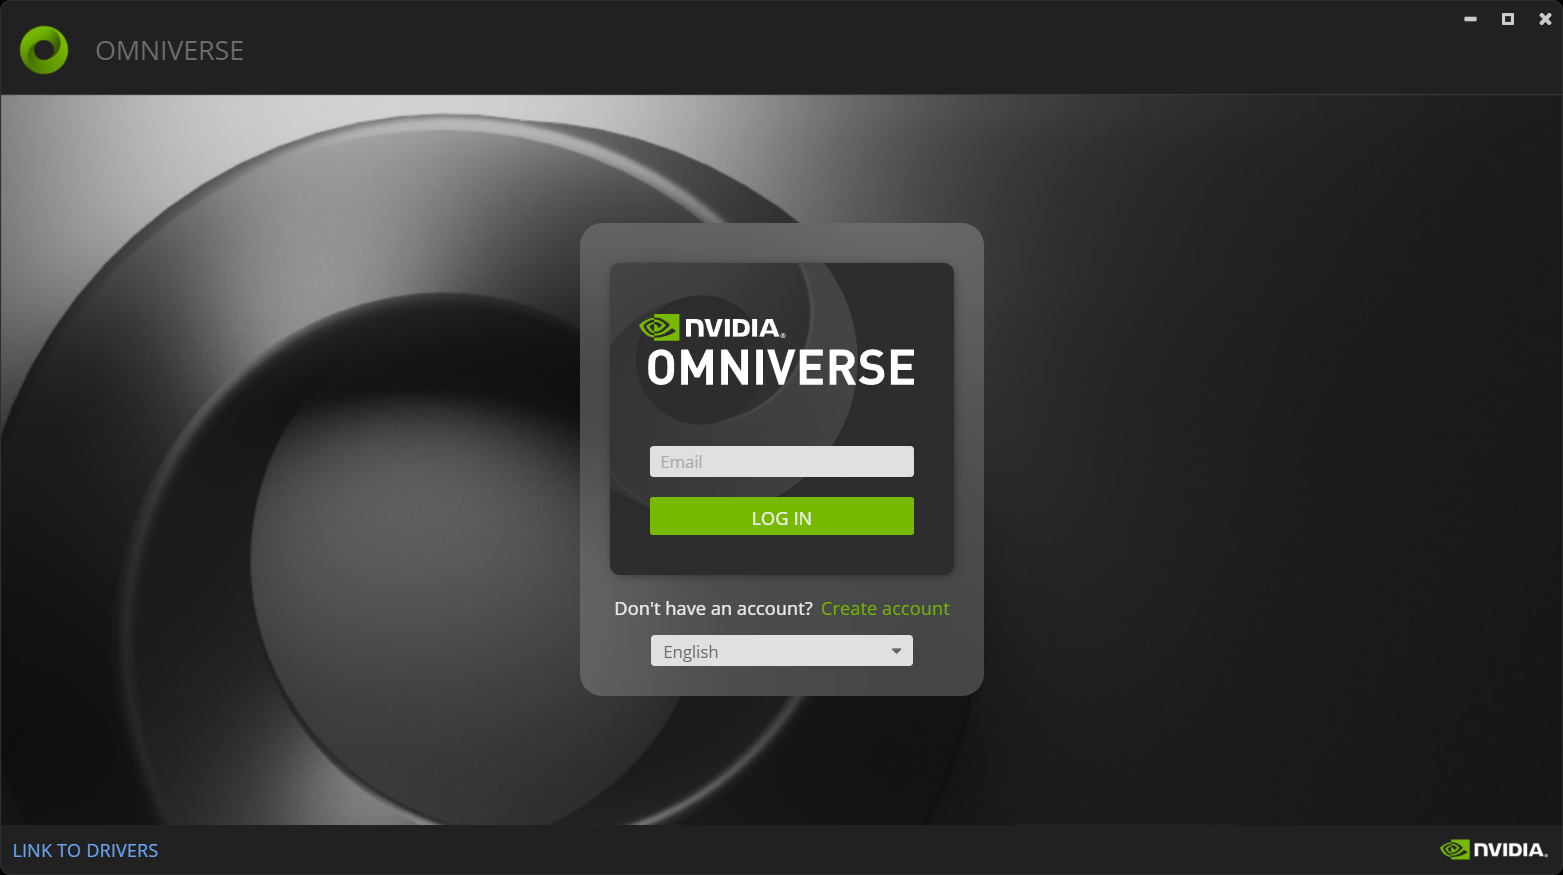 OMNIVERSE
NVIDIA®
OMNIVERSE
Email
LOG IN
Don't have an account? Create account
English
LINK TO DRIVERS
NVIDIA®